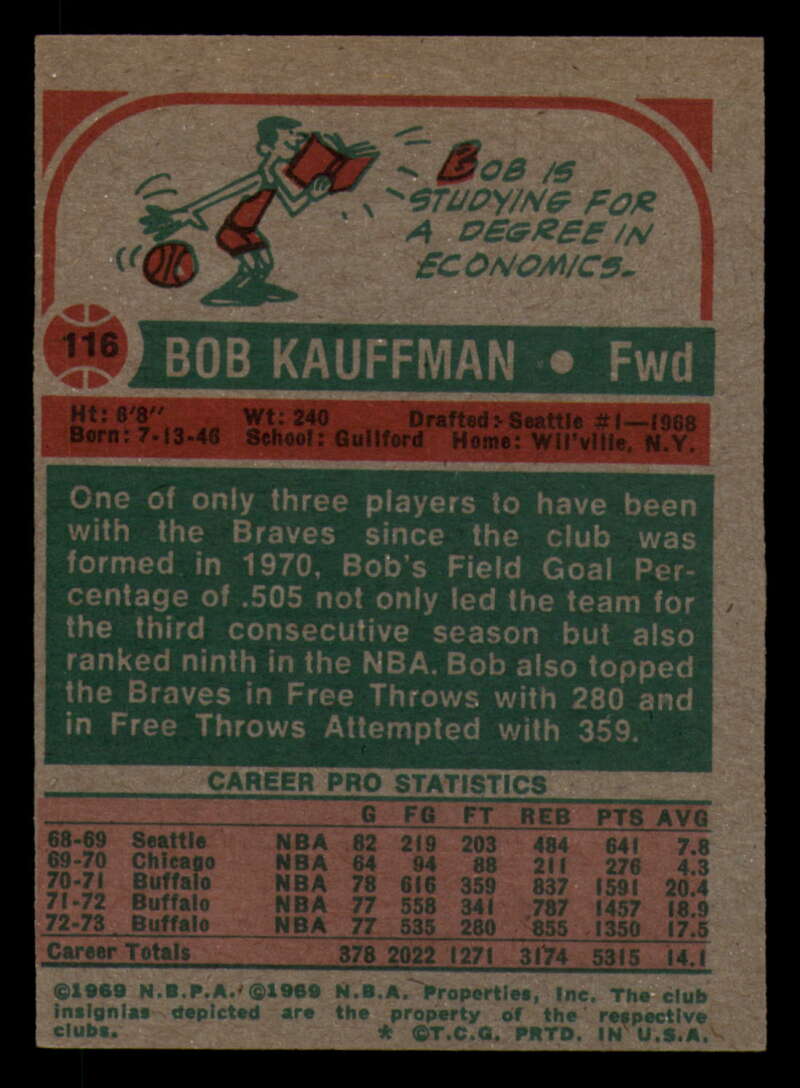 BOB IS
STUDYING FOR
A DEGREE IN
ECONOMICS.
116 BOB KAUFFMAN • Fwd
Ht: 6'8" Wt: 240 Drafted: Seattle #1—1968
Born: 7-13-46 School: Guilford Home: Wil'ville, N.Y.
One of only three players to have been
with the Braves since the club was
formed in 1970, Bob's Field Goal Per-
centage of .505 not only led the team for
the third consecutive season but also
ranked ninth in the NBA. Bob also topped
the Braves in Free Throws with 280 and
in Free Throws Attempted with 359.
CAREER PRO STATISTICS
G FG FT REB PTS AVG
68-69 Seattle NBA 82 219 203 484 641 7.8
69-70 Chicago NBA 64 94 88 211 276 4.3
70-71 Buffalo NBA 78 616 359 837 1591 20.4
71-72 Buffalo NBA 77 558 341 787 1457 18.9
72-73 Buffalo NBA 77 535 280 855 1350 17.5
Career Totals 378 2022 1271 3174 5315 14.1
©1969 N.B.P.A. ©1969 N.B.A. Properties, Inc. The club
insignias depicted are the property of the respective
clubs. * ©T.C.G. PRTD. IN U.S.A.